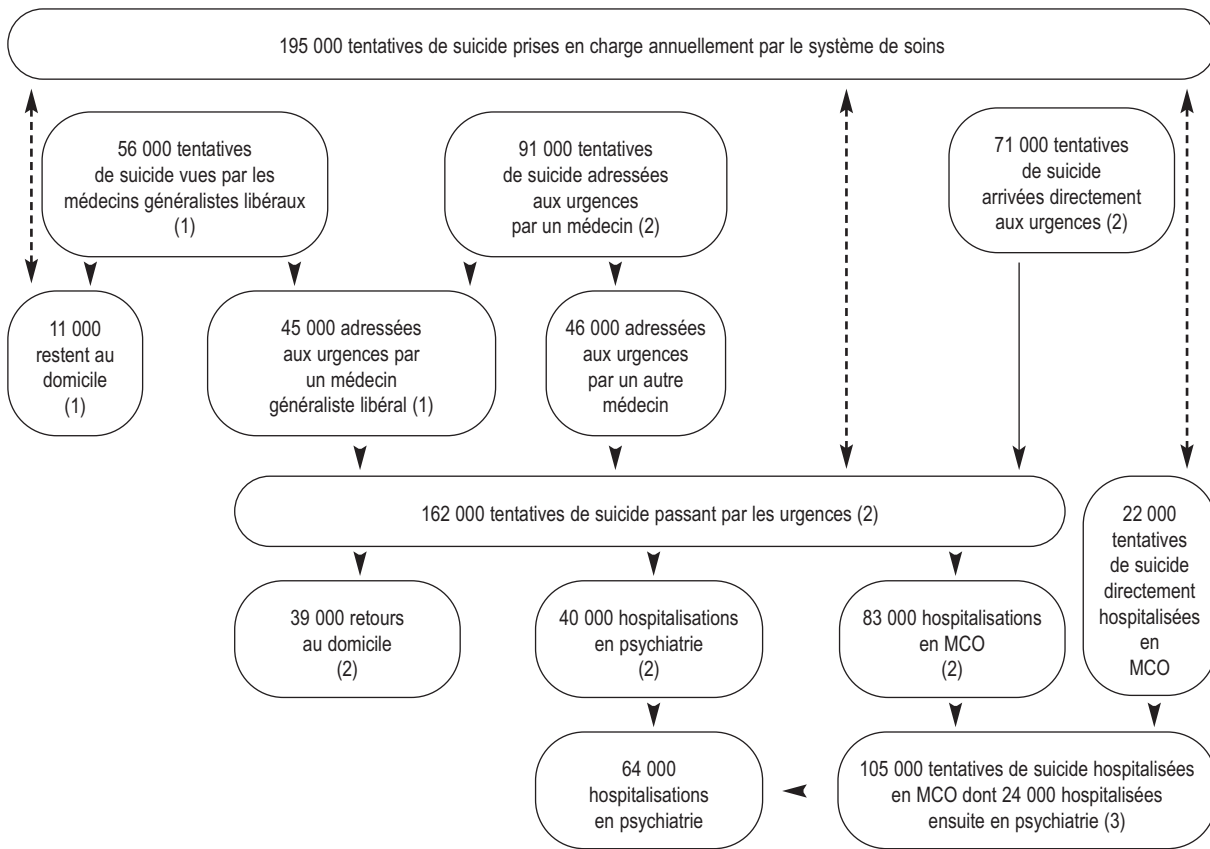 195 000 tentatives de suicide prises en charge annuellement par le système de soins
56 000 tentatives
de suicide vues par les
médecins généralistes libéraux
(1)
91 000 tentatives
de suicide adressées
aux urgences
par un médecin (2)
71 000 tentatives
de suicide
arrivées directement
aux urgences (2)
11 000
restent au
domicile
(1)
45 000 adressées
aux urgences par
un médecin
généraliste libéral (1)
46 000 adressées
aux urgences
par un autre
médecin
162 000 tentatives de suicide passant par les urgences (2)
22 000
tentatives
de suicide
directement
hospitalisées
en
MCO
39 000 retours
au domicile
(2)
40 000 hospitalisations
en psychiatrie
(2)
83 000 hospitalisations
en MCO
(2)
64 000
hospitalisations
en psychiatrie
105 000 tentatives de suicide hospitalisées
en MCO dont 24 000 hospitalisées
ensuite en psychiatrie (3)